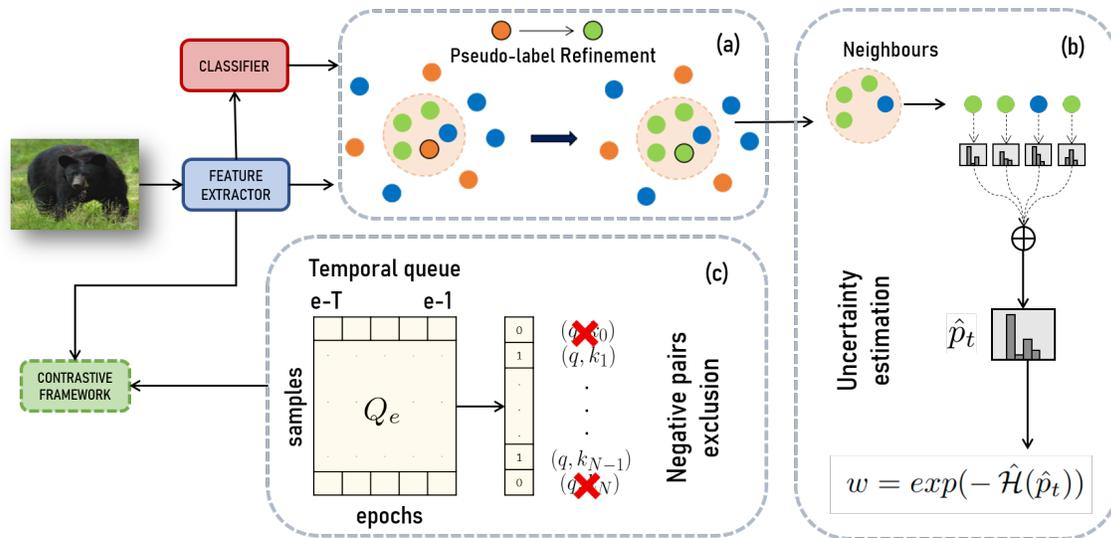 CLASSIFIER
FEATURE
EXTRACTOR
CONTRASTIVE
FRAMEWORK
(a)
Pseudo-label Refinement
Neighbours
(b)
Uncertainty
estimation
p̂_t
w = exp(− Ĥ(p̂_t))
Temporal queue
(c)
e-T
e-1
samples
Q_e
epochs
0
1
1
0
(q, k_1)
(q, k_{N−1})
Negative pairs
exclusion